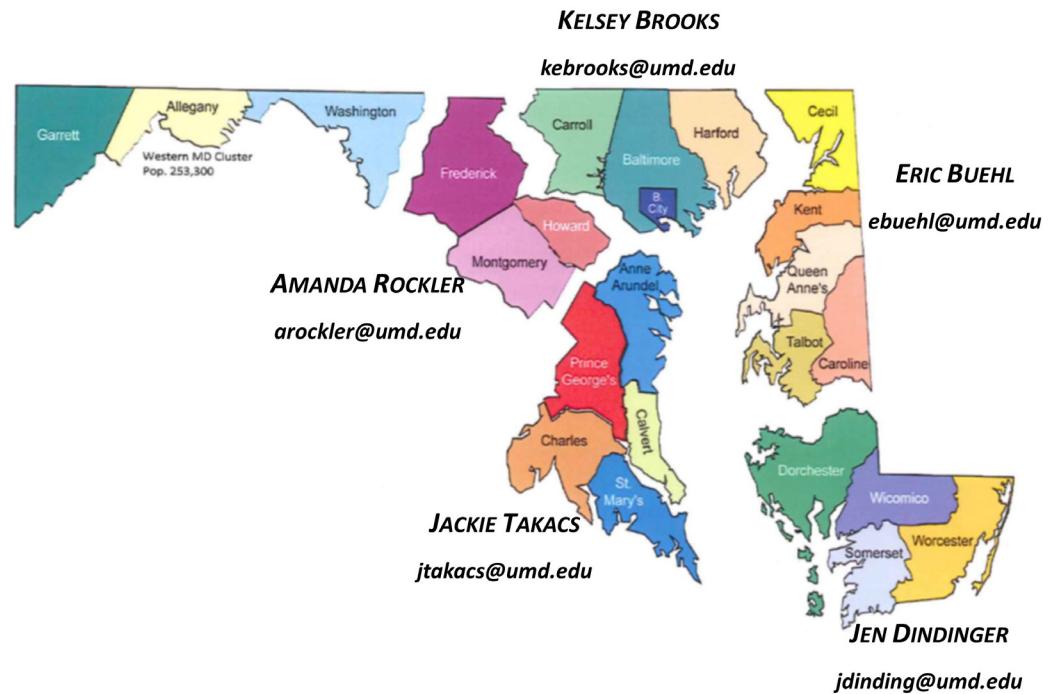 KELSEY BROOKS
kebrooks@umd.edu
Garrett
Allegany
Washington
Western MD Cluster
Pop. 253,300
Frederick
Carroll
Baltimore
Harford
B.
City
Cecil
ERIC BUEHL
ebuehl@umd.edu
Kent
Howard
Montgomery
Anne
Arundel
Queen
Anne's
AMANDA ROCKLER
arockler@umd.edu
Talbot
Caroline
Prince
George's
Charles
Calvert
St.
Mary's
JACKIE TAKACS
jtakacs@umd.edu
Dorchester
Wicomico
Somerset
Worcester
JEN DINDINGER
jdinding@umd.edu